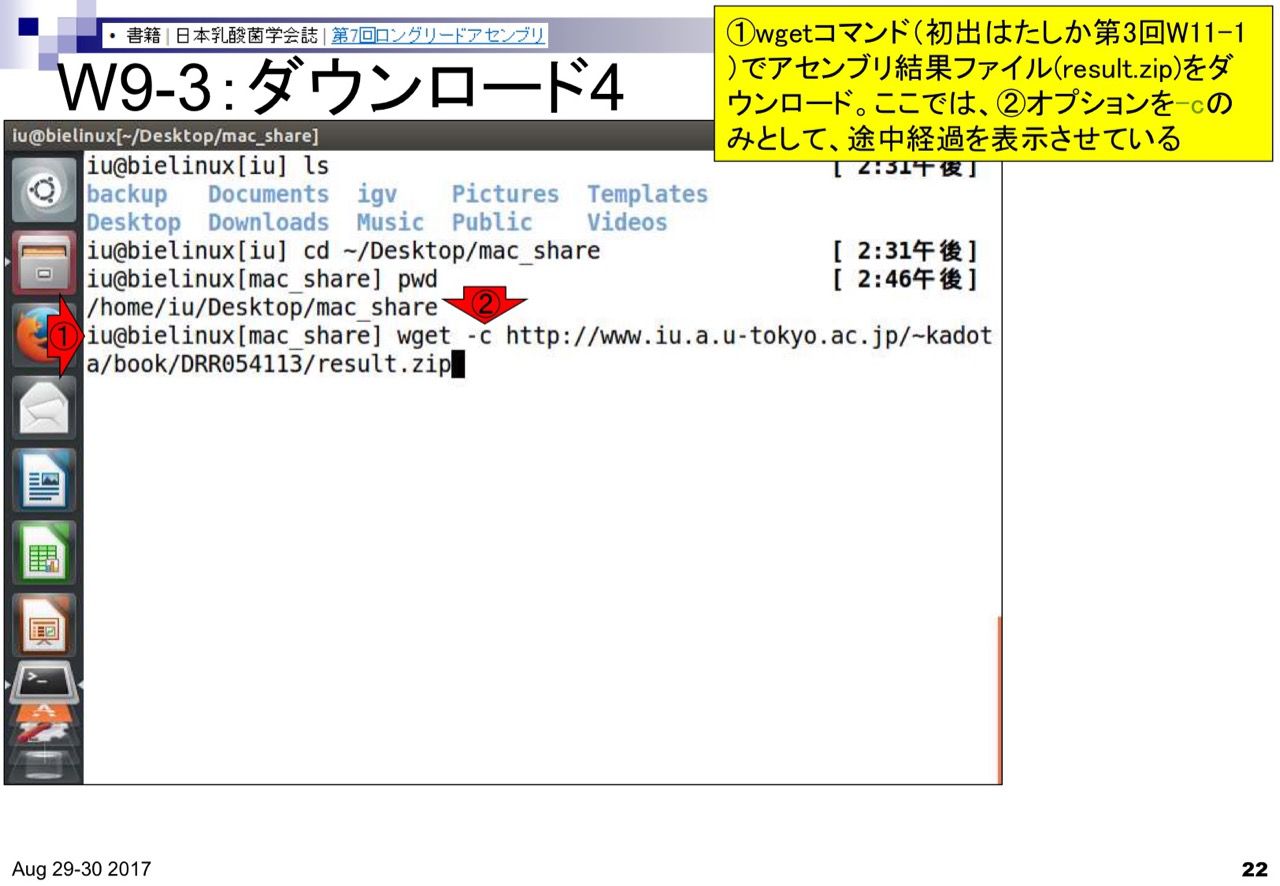 • 書籍 | 日本乳酸菌学会誌 | 第7回ロングリードアセンブリ
W9-3:ダウンロード4
①wgetコマンド(初出はたしか第3回W11-1
)でアセンブリ結果ファイル(result.zip)をダ
ウンロード。ここでは、②オプションを-cの
みとして、途中経過を表示させている
iu@bielinux[~/Desktop/mac_share]
iu@bielinux[iu] ls [ 2:31午後]
backup Documents igv Pictures Templates
Desktop Downloads Music Public Videos
iu@bielinux[iu] cd ~/Desktop/mac_share [ 2:31午後]
iu@bielinux[mac_share] pwd [ 2:46午後]
/home/iu/Desktop/mac_share
②
①
iu@bielinux[mac_share] wget -c http://www.iu.a.u-tokyo.ac.jp/~kadot
a/book/DRR054113/result.zip
Aug 29-30 2017
22